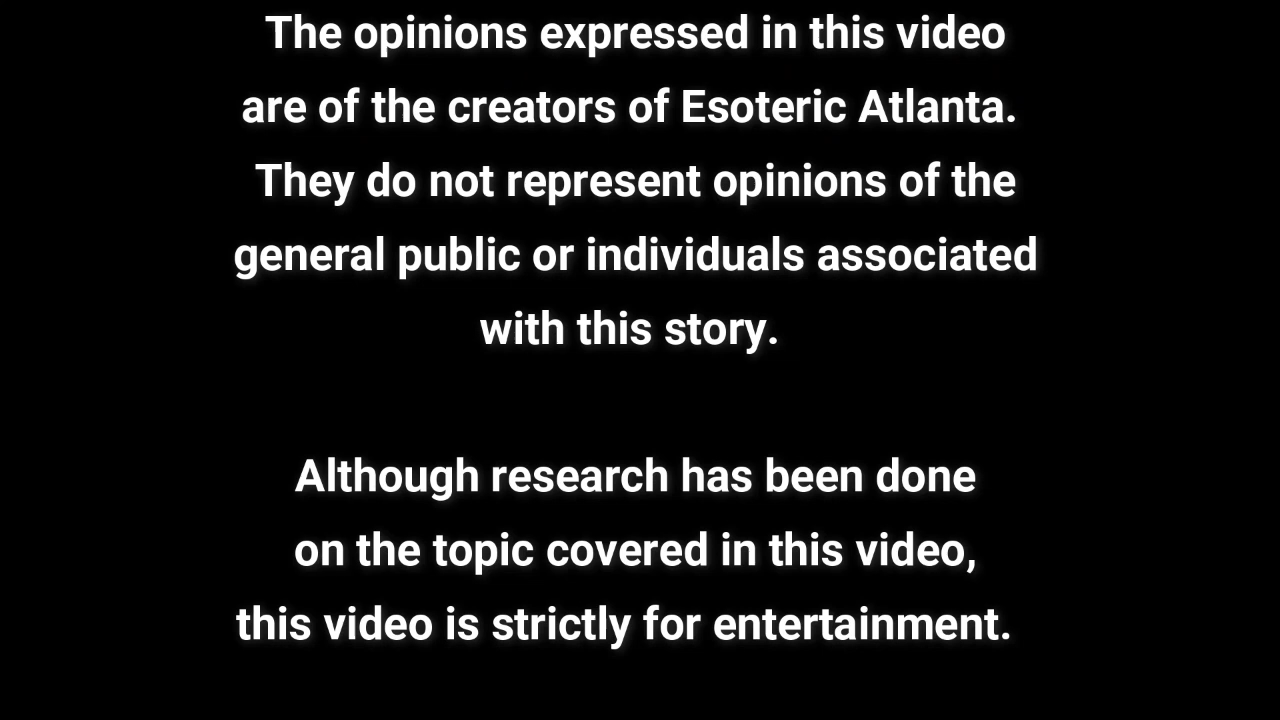 The opinions expressed in this video
are of the creators of Esoteric Atlanta.
They do not represent opinions of the
general public or individuals associated
with this story.
Although research has been done
on the topic covered in this video,
this video is strictly for entertainment.